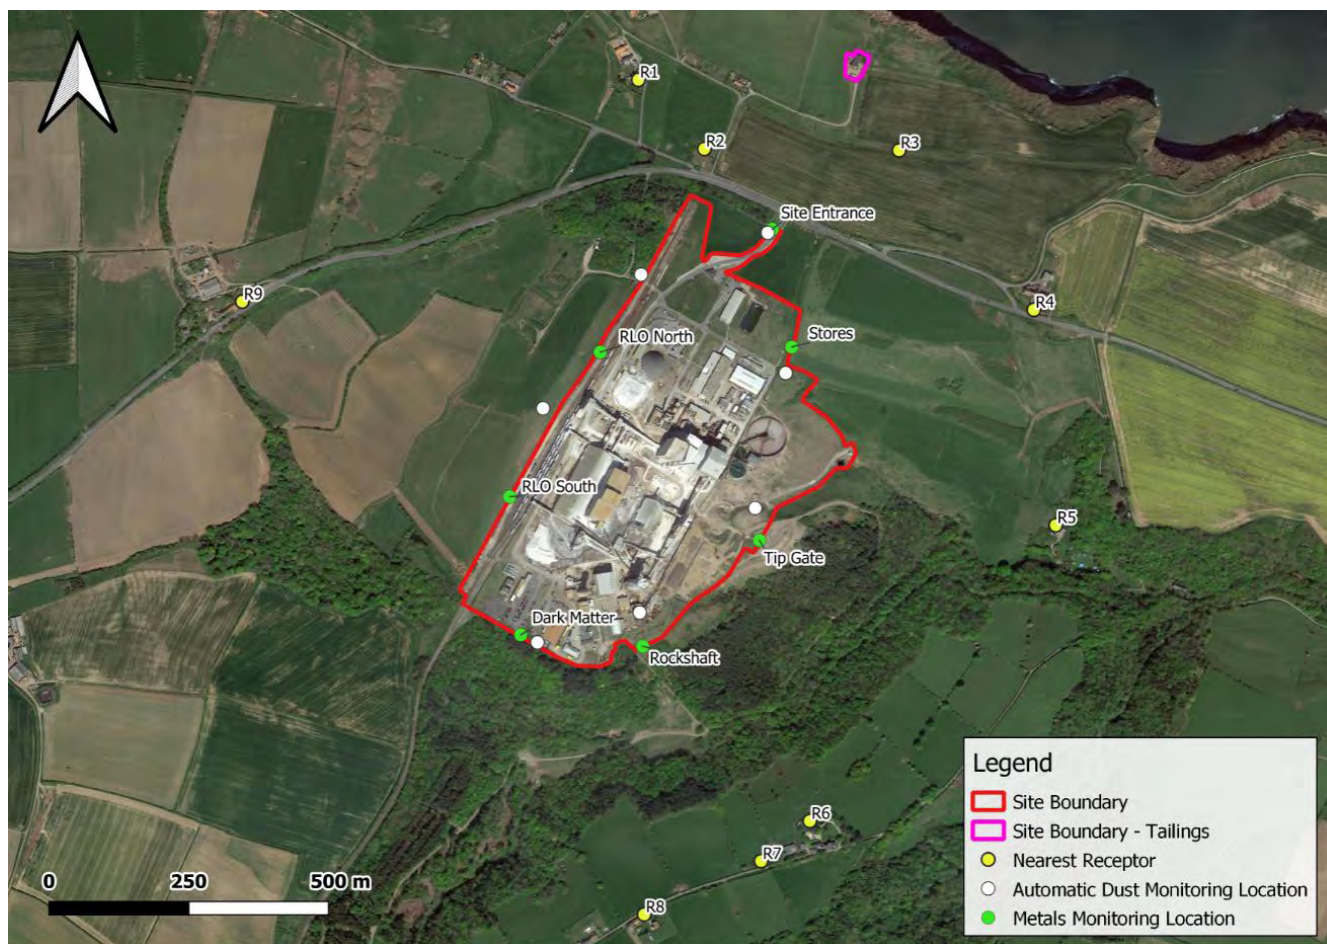 R1
R2
R3
Site Entrance
R9
R4
RLO North
Stores
RLO South
R5
Tip Gate
Dark Matter
Rockshaft
R6
R7
R8
0 250 500 m
Legend
Site Boundary
Site Boundary - Tailings
Nearest Receptor
Automatic Dust Monitoring Location
Metals Monitoring Location